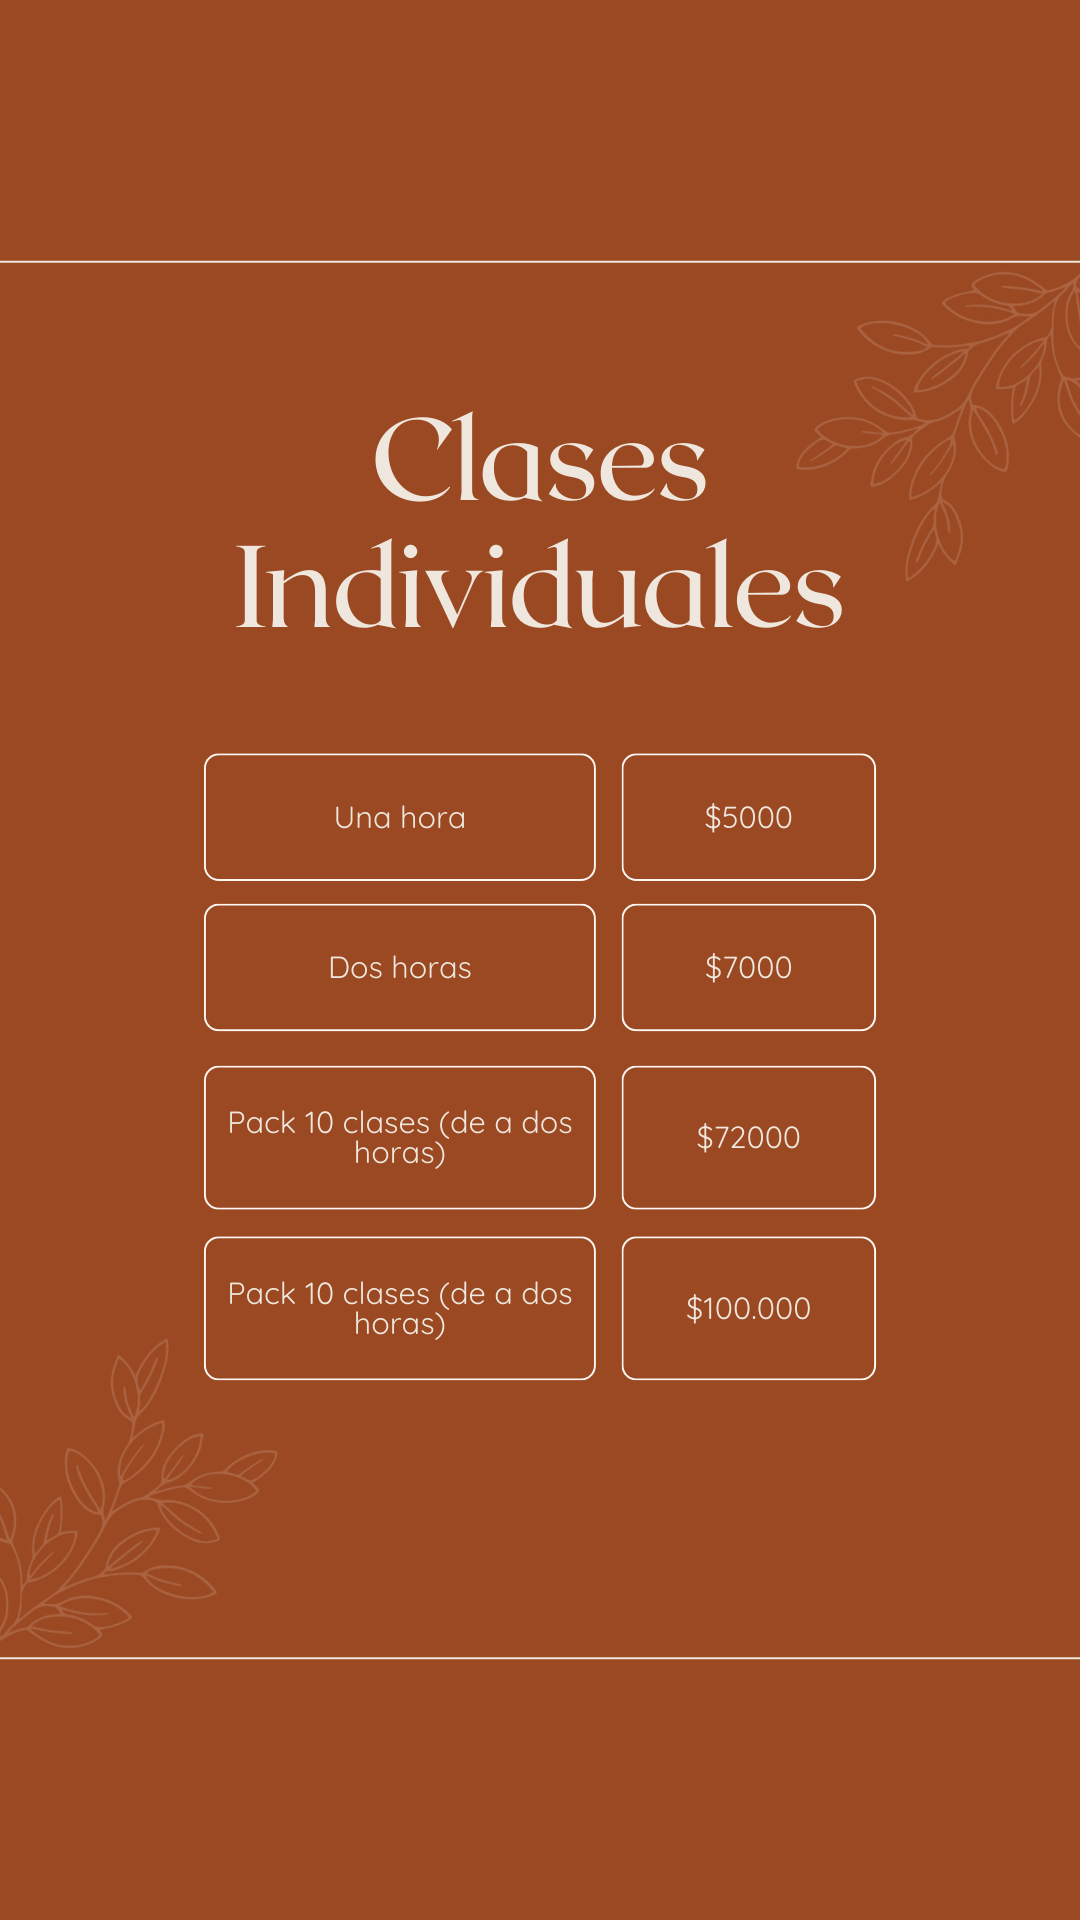 Clases
Individuales
Una hora
$5000
Dos horas
$7000
Pack 10 clases (de a dos
horas)
$72000
Pack 10 clases (de a dos
horas)
$100.000